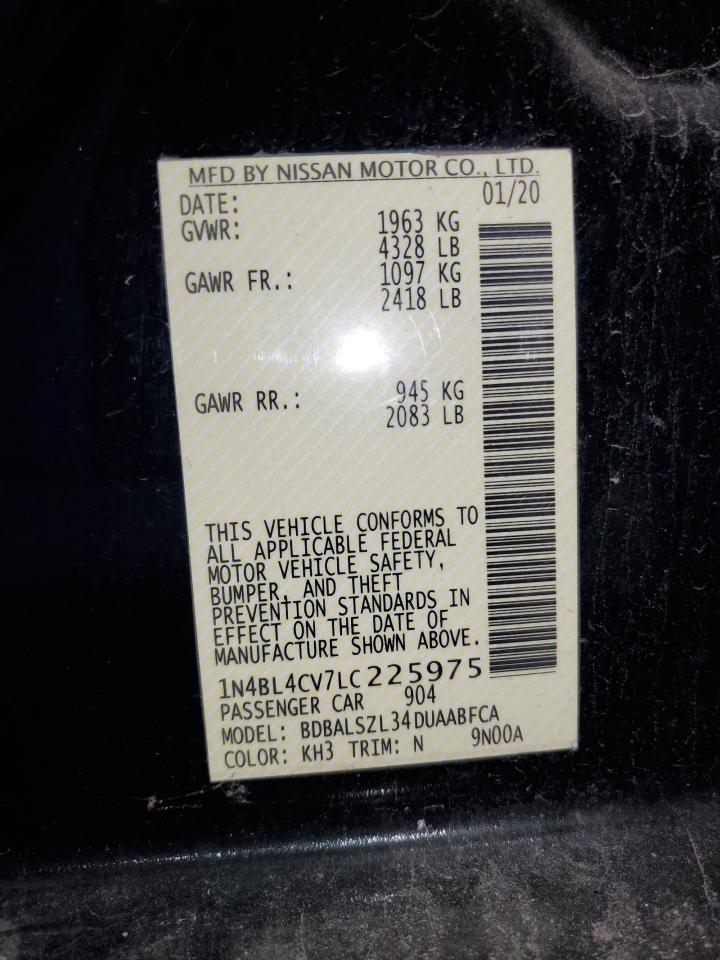 MFD BY NISSAN MOTOR CO., LTD.
DATE: 01/20
GVWR: 1963 KG
4328 LB
GAWR FR.: 1097 KG
2418 LB
GAWR RR.: 945 KG
2083 LB
THIS VEHICLE CONFORMS TO
ALL APPLICABLE FEDERAL
MOTOR VEHICLE SAFETY,
BUMPER, AND THEFT
PREVENTION STANDARDS IN
EFFECT ON THE DATE OF
MANUFACTURE SHOWN ABOVE.
1N4BL4CV7LC225975
PASSENGER CAR 904
MODEL: BDBALSZL34DUAABFCA
COLOR: KH3 TRIM: N 9N00A